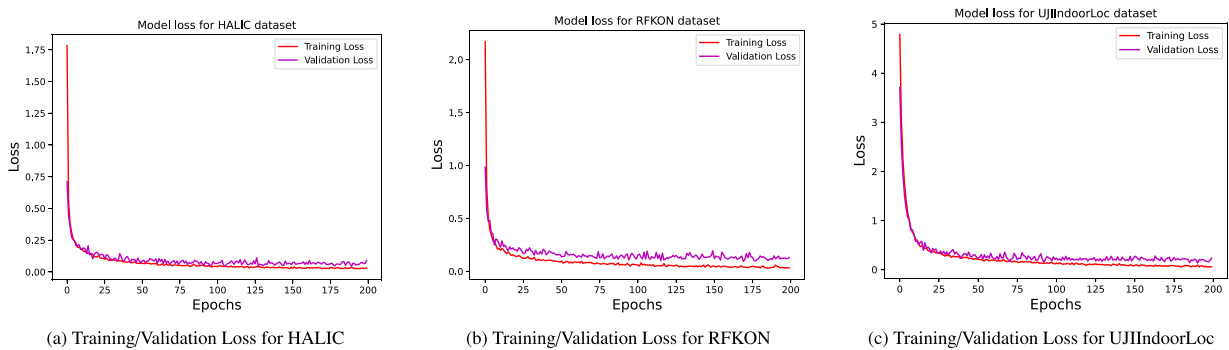 Model loss for HALIC dataset
Training Loss
Validation Loss
1.75
1.50
1.25
1.00
0.75
0.50
0.25
0.00
Loss
0 25 50 75 100 125 150 175 200
Epochs
(a) Training/Validation Loss for HALIC
Model loss for RFKON dataset
Training Loss
Validation Loss
2.0
1.5
1.0
0.5
0.0
Loss
0 25 50 75 100 125 150 175 200
Epochs
(b) Training/Validation Loss for RFKON
Model loss for UJIIndoorLoc dataset
Training Loss
Validation Loss
5
4
3
2
1
0
Loss
0 25 50 75 100 125 150 175 200
Epochs
(c) Training/Validation Loss for UJIIndoorLoc